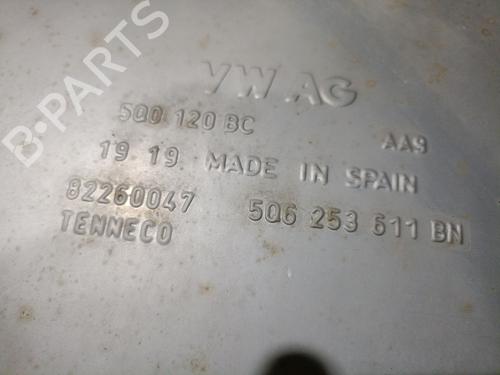 B-PARTS
VW AG
5Q0 120 BC
AA9
19 19 MADE IN SPAIN
82260047
5Q6 253 611 BN
TENNECO